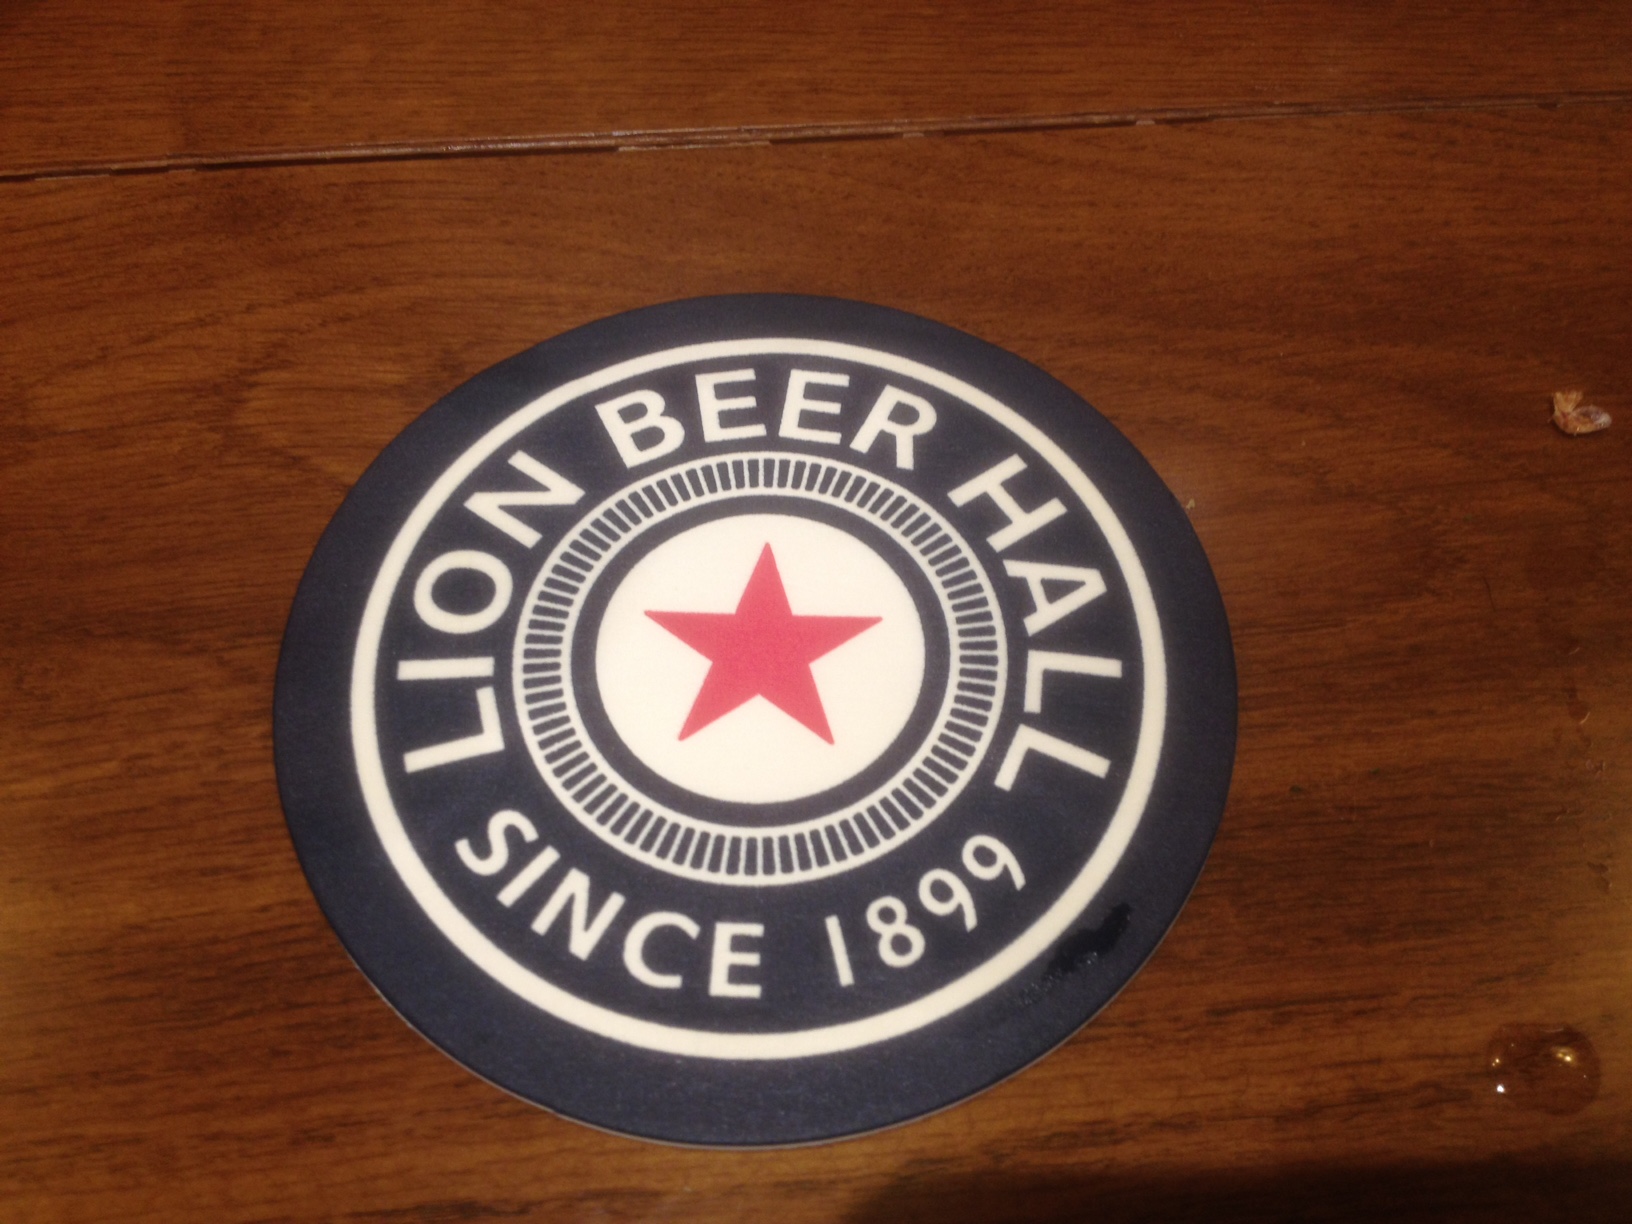 LION BEER HALL
SINCE 1899